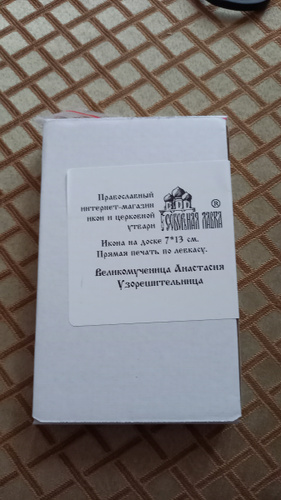 Православный
интернет-магазин
икон и церковной
утвари
Соборная лавка ®
Икона на доске 7*13 см.
Прямая печать по левкасу.
Великомученица Анастасия
Узорешительница